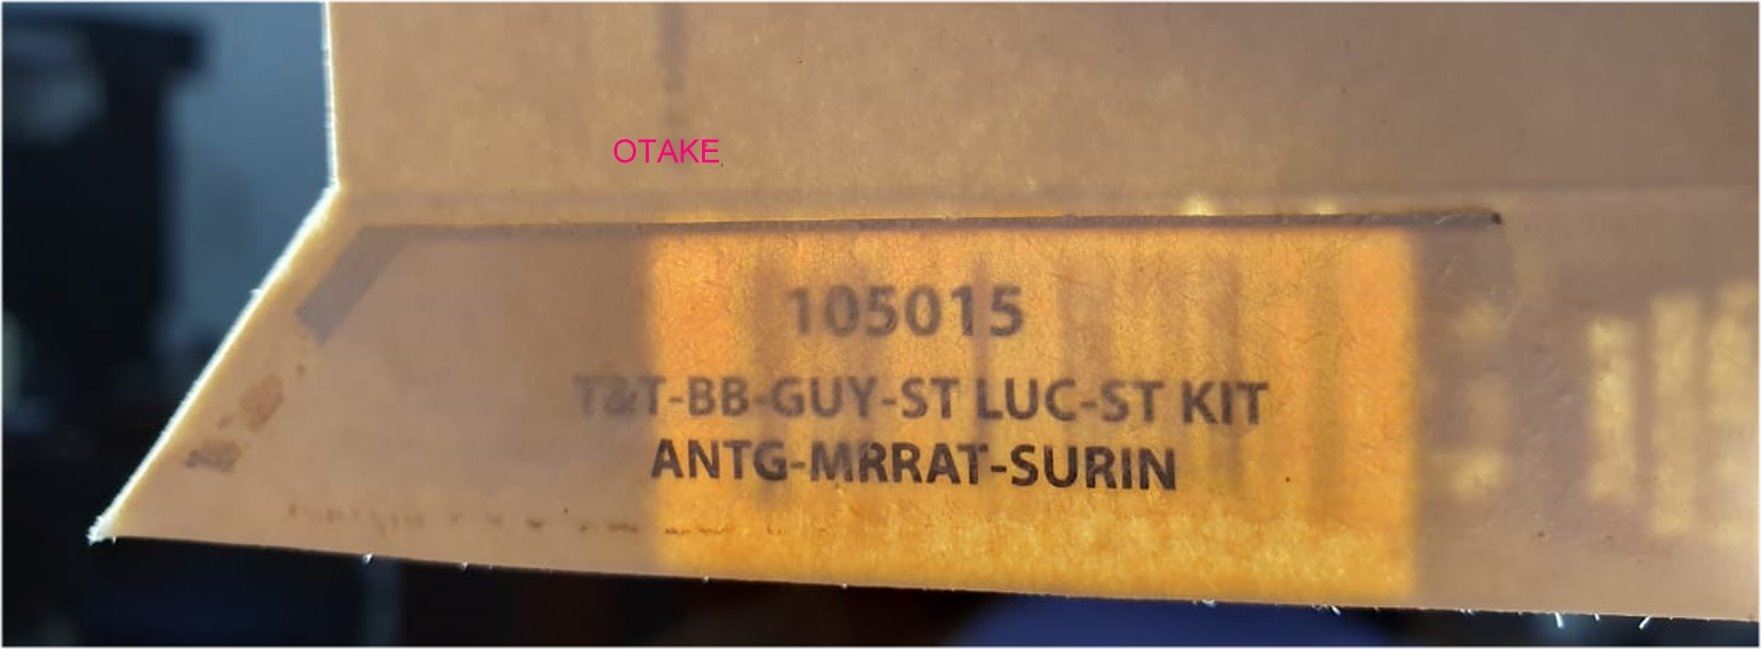 OTAKE
105015
T&T-BB-GUY-ST LUC-ST KIT
ANTG-MRRAT-SURIN